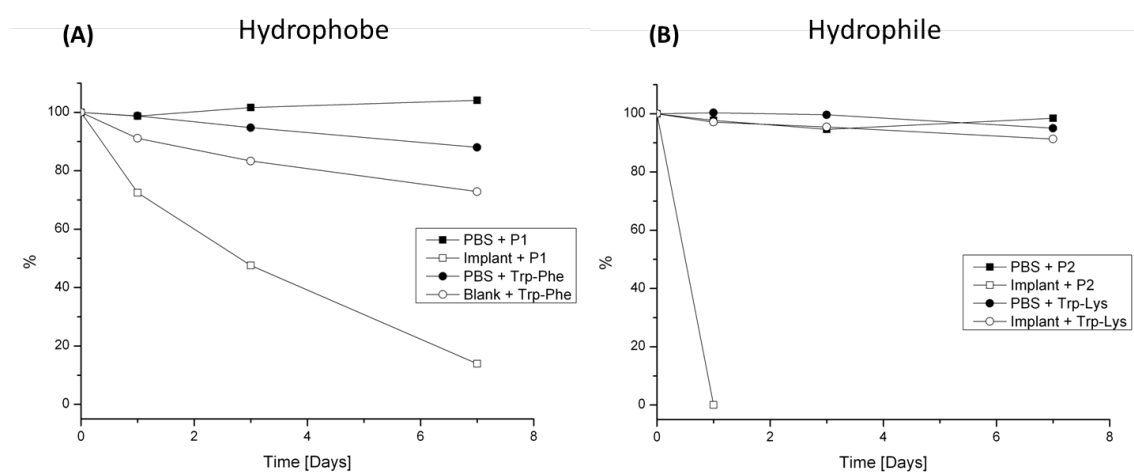 (A)
Hydrophobe
100
80
60
40
20
0
%
0 2 4 6 8
Time [Days]
PBS + P1
Implant + P1
PBS + Trp-Phe
Blank + Trp-Phe
(B)
Hydrophile
100
80
60
40
20
0
%
0 2 4 6 8
Time [Days]
PBS + P2
Implant + P2
PBS + Trp-Lys
Implant + Trp-Lys